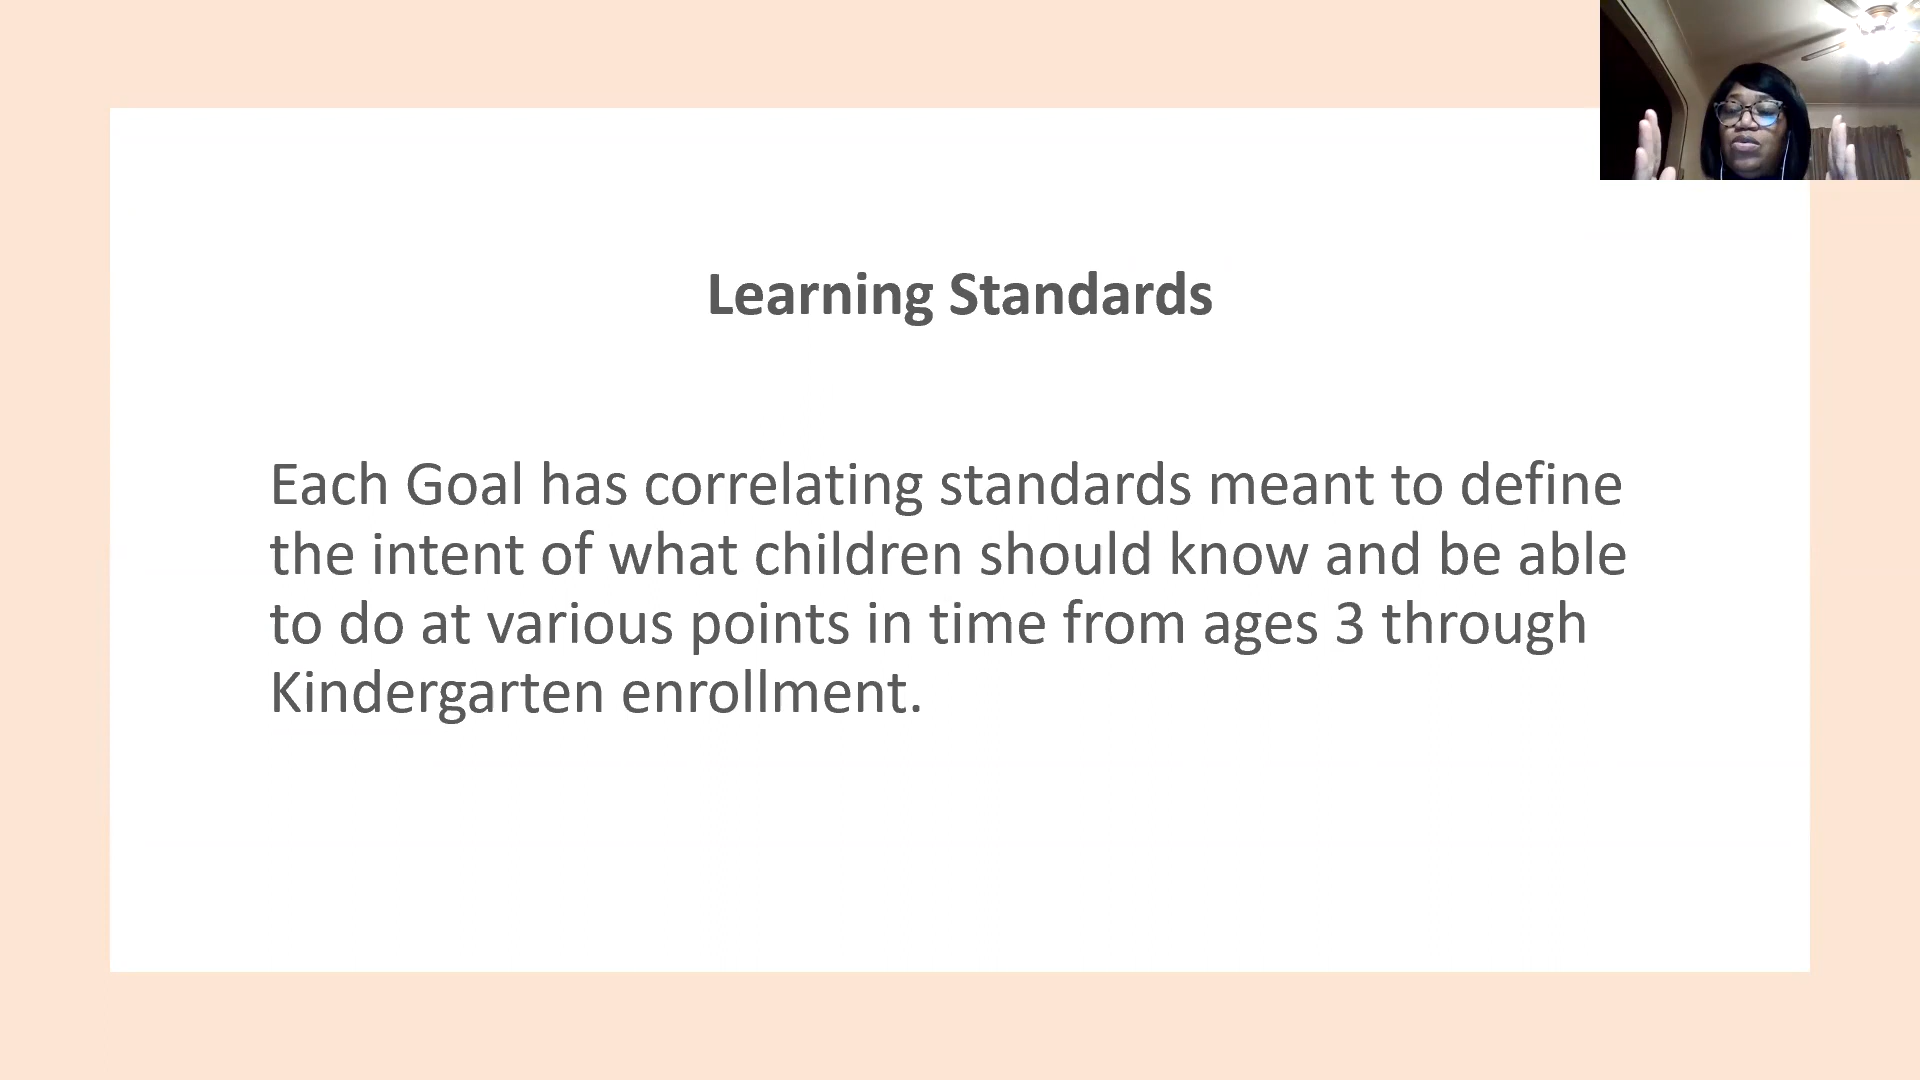 Learning Standards
Each Goal has correlating standards meant to define
the intent of what children should know and be able
to do at various points in time from ages 3 through
Kindergarten enrollment.